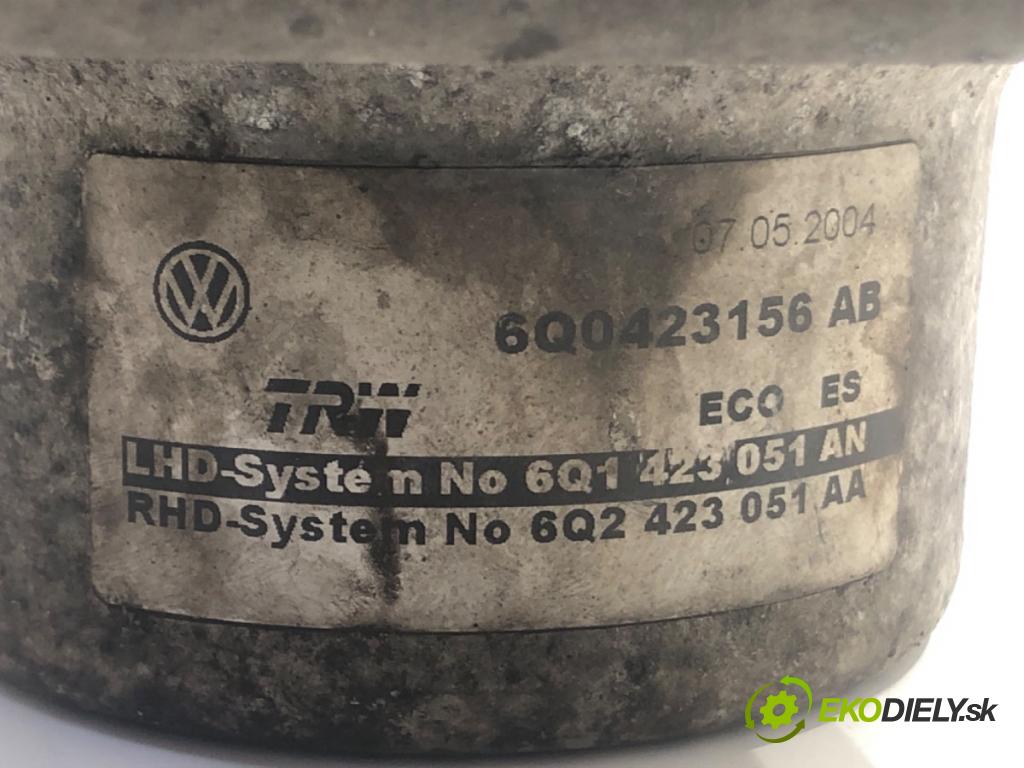 07.05.2004
6Q0423156 AB
TRW
ECO ES
LHD-System No 6Q1 423 051 AN
RHD-System No 6Q2 423 051 AA
EKODIELY.sk